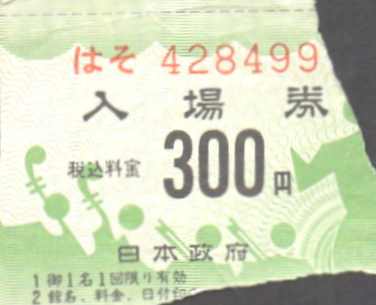 はそ 428499
入場券
税込料金 300円
日本政府
1 御1名1回限り有効
2 館名、料金、日付